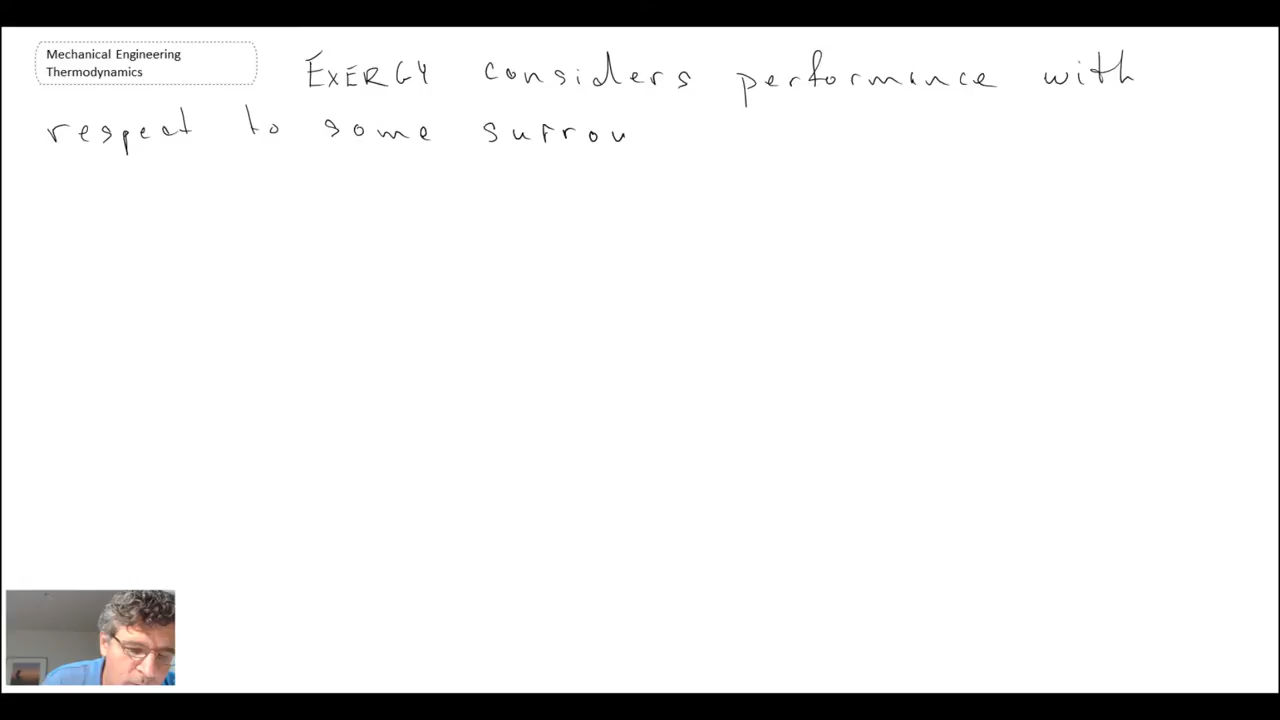 Mechanical Engineering
Thermodynamics
EXERGY considers performance with
respect to some surrou